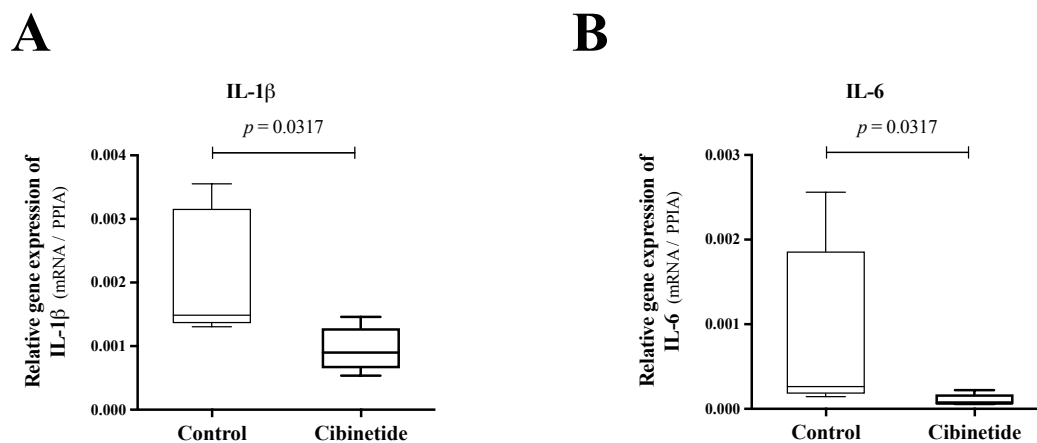 A
IL-1β
p = 0.0317
Relative gene expression of
IL-1β (mRNA / PPIA)
0.004
0.003
0.002
0.001
0.000
Control Cibinetide
B
IL-6
p = 0.0317
Relative gene expression of
IL-6 (mRNA / PPIA)
0.003
0.002
0.001
0.000
Control Cibinetide